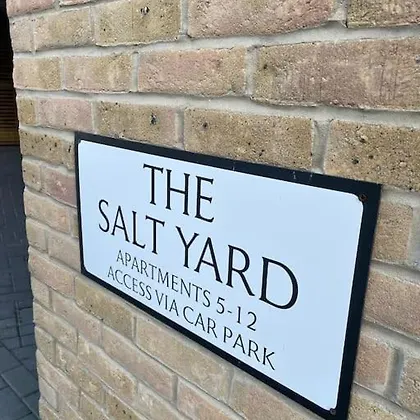 THE
SALT YARD
APARTMENTS 5-12
ACCESS VIA CAR PARK